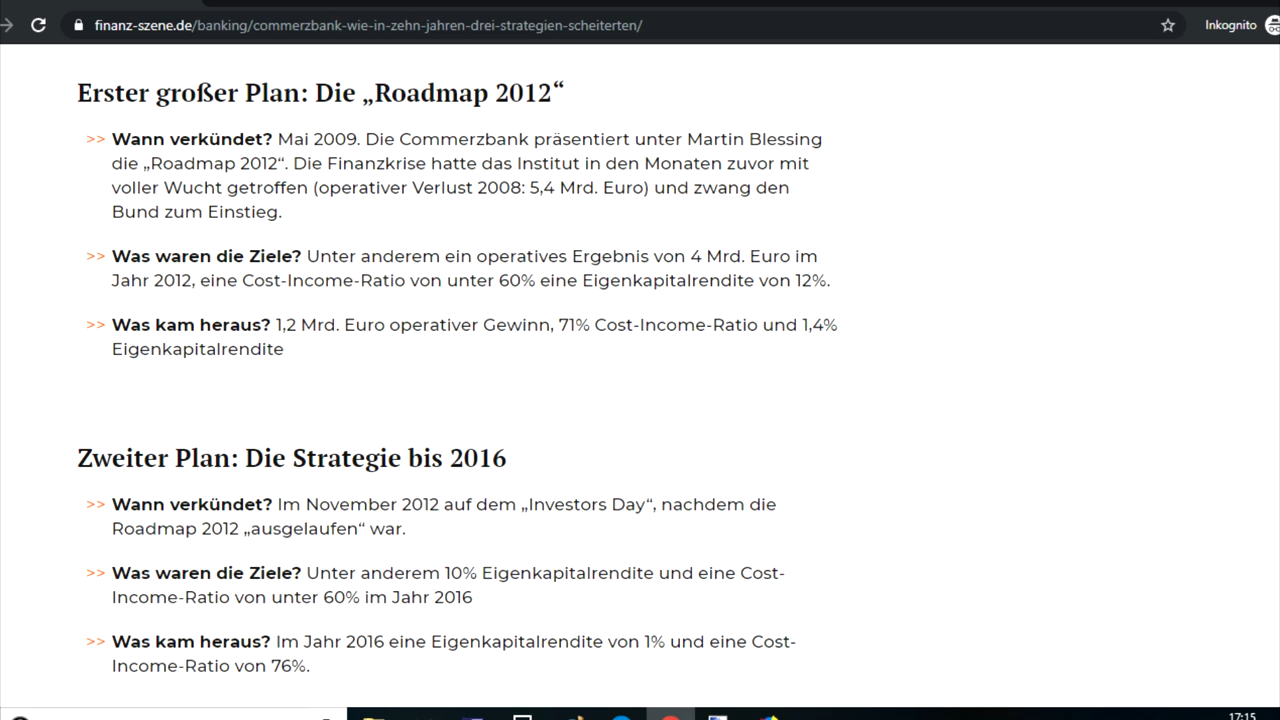 finanz-szene.de/banking/commerzbank-wie-in-zehn-jahren-drei-strategien-scheiterten/
Inkognito
Erster großer Plan: Die „Roadmap 2012“
>> Wann verkündet? Mai 2009. Die Commerzbank präsentiert unter Martin Blessing
die „Roadmap 2012“. Die Finanzkrise hatte das Institut in den Monaten zuvor mit
voller Wucht getroffen (operativer Verlust 2008: 5,4 Mrd. Euro) und zwang den
Bund zum Einstieg.
>> Was waren die Ziele? Unter anderem ein operatives Ergebnis von 4 Mrd. Euro im
Jahr 2012, eine Cost-Income-Ratio von unter 60% eine Eigenkapitalrendite von 12%.
>> Was kam heraus? 1,2 Mrd. Euro operativer Gewinn, 71% Cost-Income-Ratio und 1,4%
Eigenkapitalrendite
Zweiter Plan: Die Strategie bis 2016
>> Wann verkündet? Im November 2012 auf dem „Investors Day“, nachdem die
Roadmap 2012 „ausgelaufen“ war.
>> Was waren die Ziele? Unter anderem 10% Eigenkapitalrendite und eine Cost-
Income-Ratio von unter 60% im Jahr 2016
>> Was kam heraus? Im Jahr 2016 eine Eigenkapitalrendite von 1% und eine Cost-
Income-Ratio von 76%.
17:15